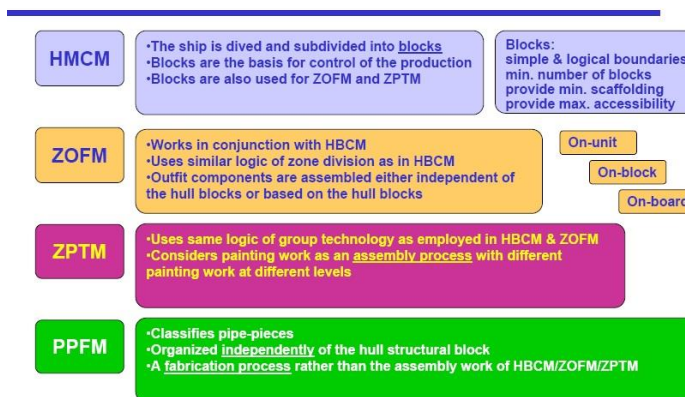 HMCM
•The ship is dived and subdivided into blocks
•Blocks are the basis for control of the production
•Blocks are also used for ZOFM and ZPTM
Blocks:
simple & logical boundaries
min. number of blocks
provide min. scaffolding
provide max. accessibility
ZOFM
•Works in conjunction with HBCM
•Uses similar logic of zone division as in HBCM
•Outfit components are assembled either independent of
the hull blocks or based on the hull blocks
On-unit
On-block
On-board
ZPTM
•Uses same logic of group technology as employed in HBCM & ZOFM
•Considers painting work as an assembly process with different
painting work at different levels
PPFM
•Classifies pipe-pieces
•Organized independently of the hull structural block
•A fabrication process rather than the assembly work of HBCM/ZOFM/ZPTM